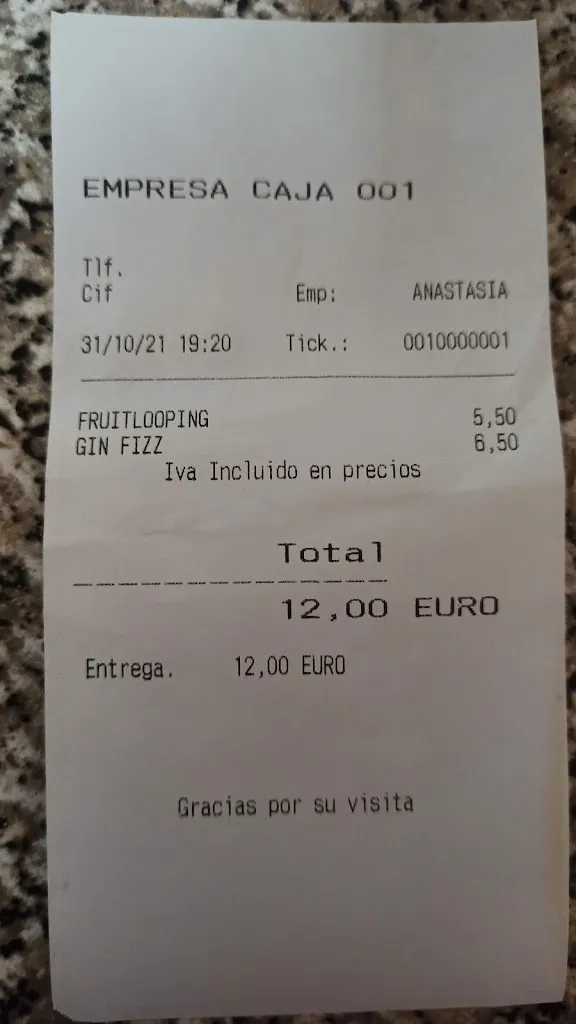 EMPRESA CAJA 001
Tlf.
Cif Emp: ANASTASIA
31/10/21 19:20 Tick.: 0010000001
FRUITLOOPING 5,50
GIN FIZZ 6,50
Iva Incluido en precios
Total
12,00 EURO
Entrega. 12,00 EURO
Gracias por su visita